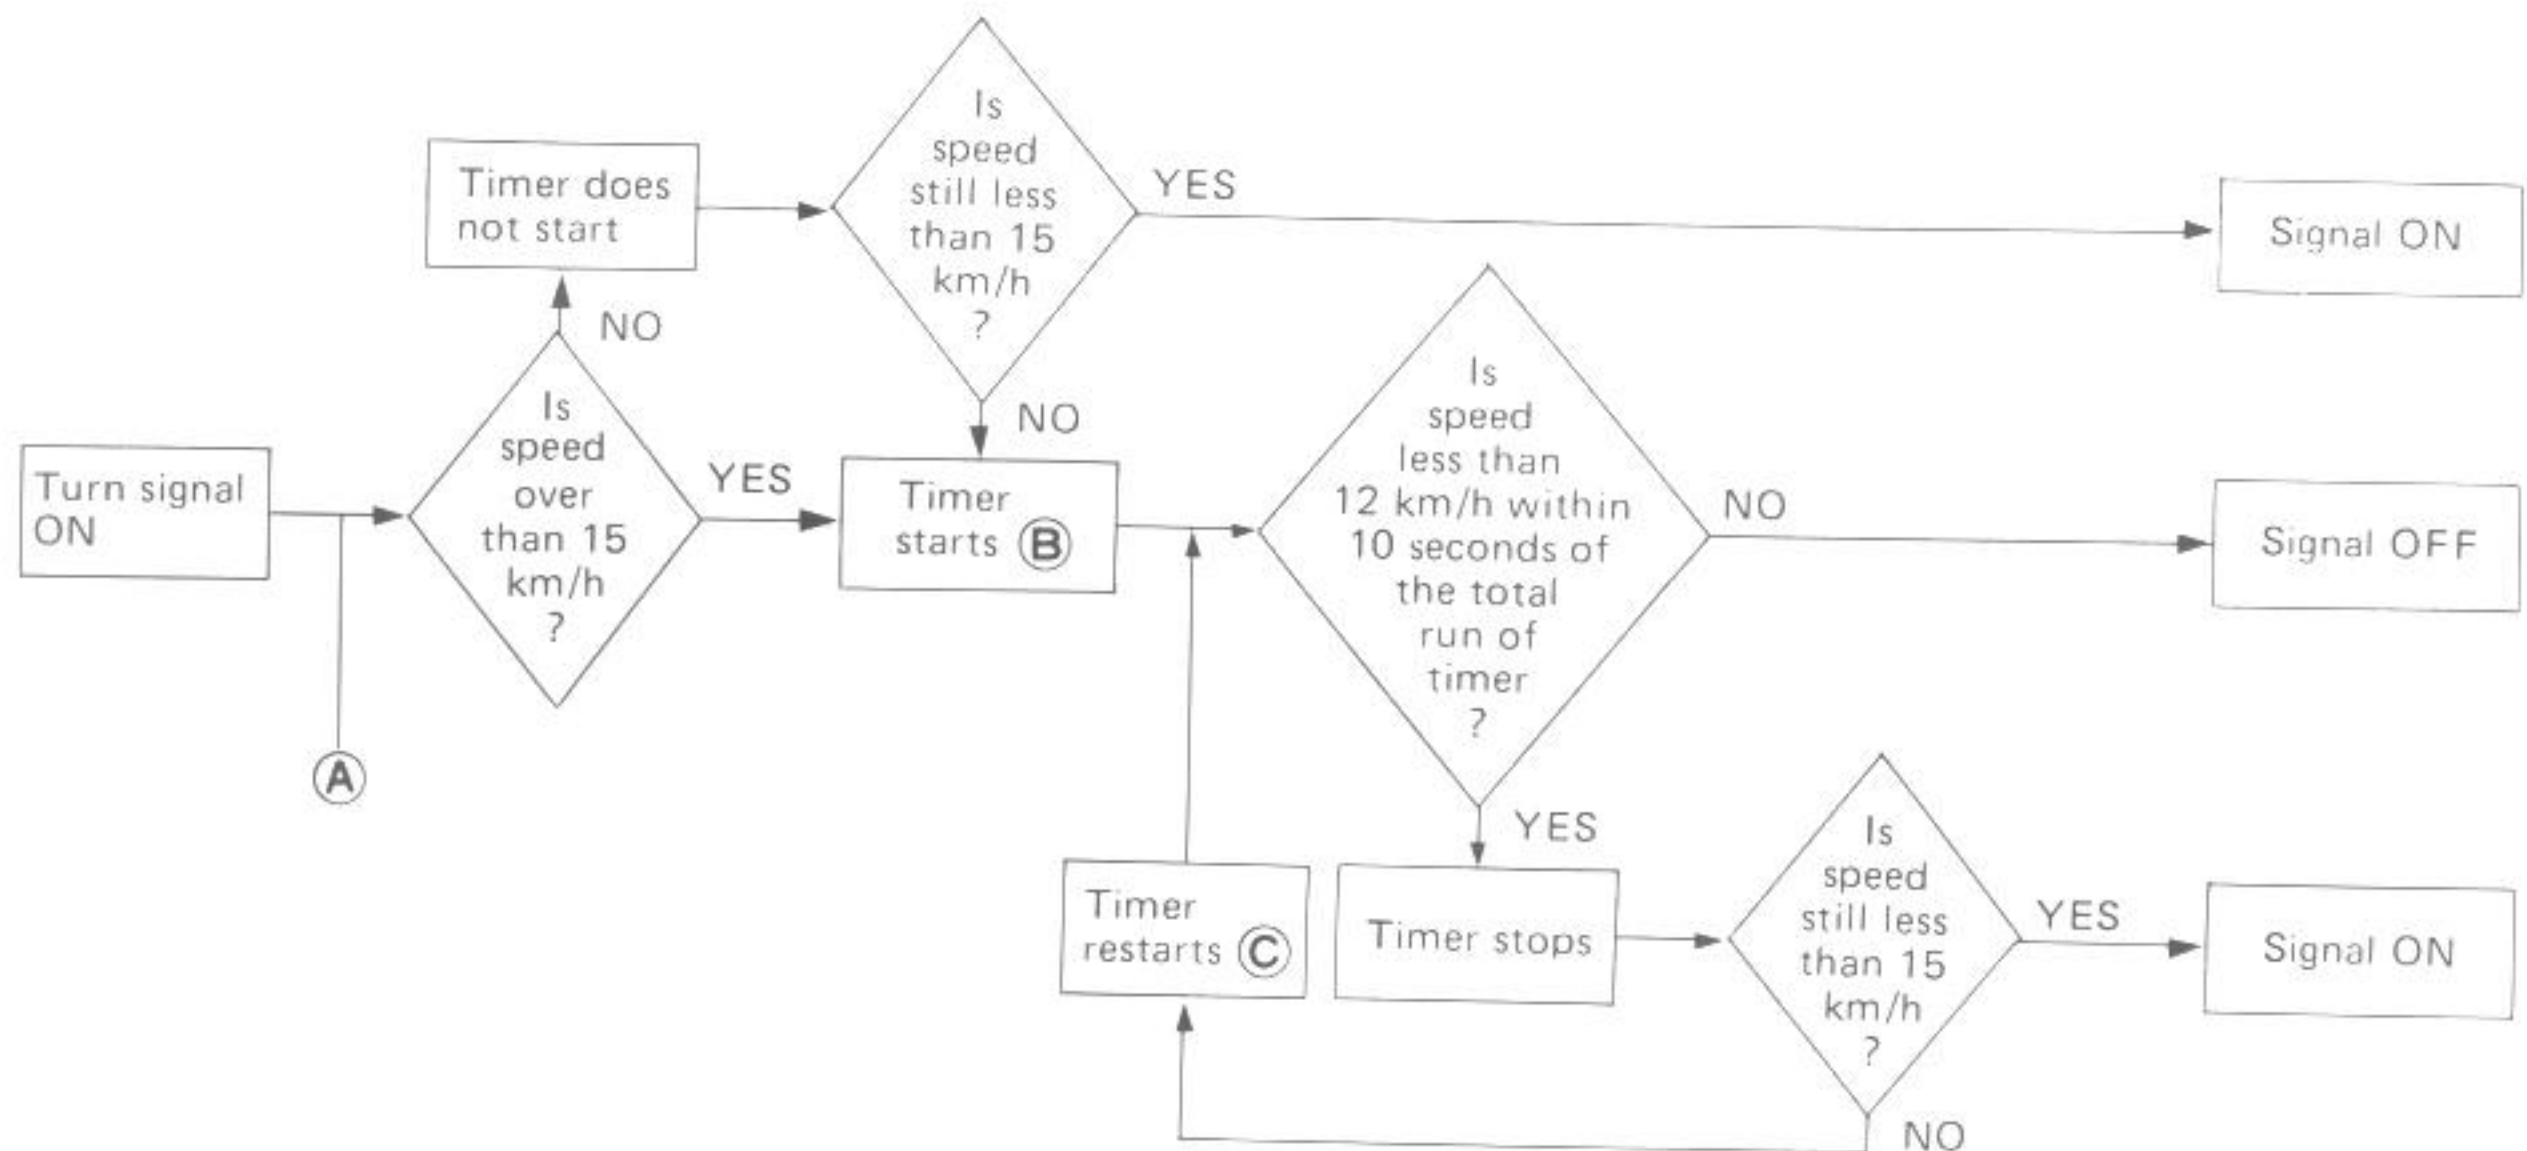 Turn signal
ON
A
Is
speed
over
than 15
km/h
?
NO
Timer does
not start
Is
speed
still less
than 15
km/h
?
YES
Signal ON
NO
YES
Timer
starts B
Is
speed
less than
12 km/h within
10 seconds of
the total
run of
timer
?
NO
Signal OFF
YES
Timer stops
Is
speed
still less
than 15
km/h
?
YES
Signal ON
NO
Timer
restarts C